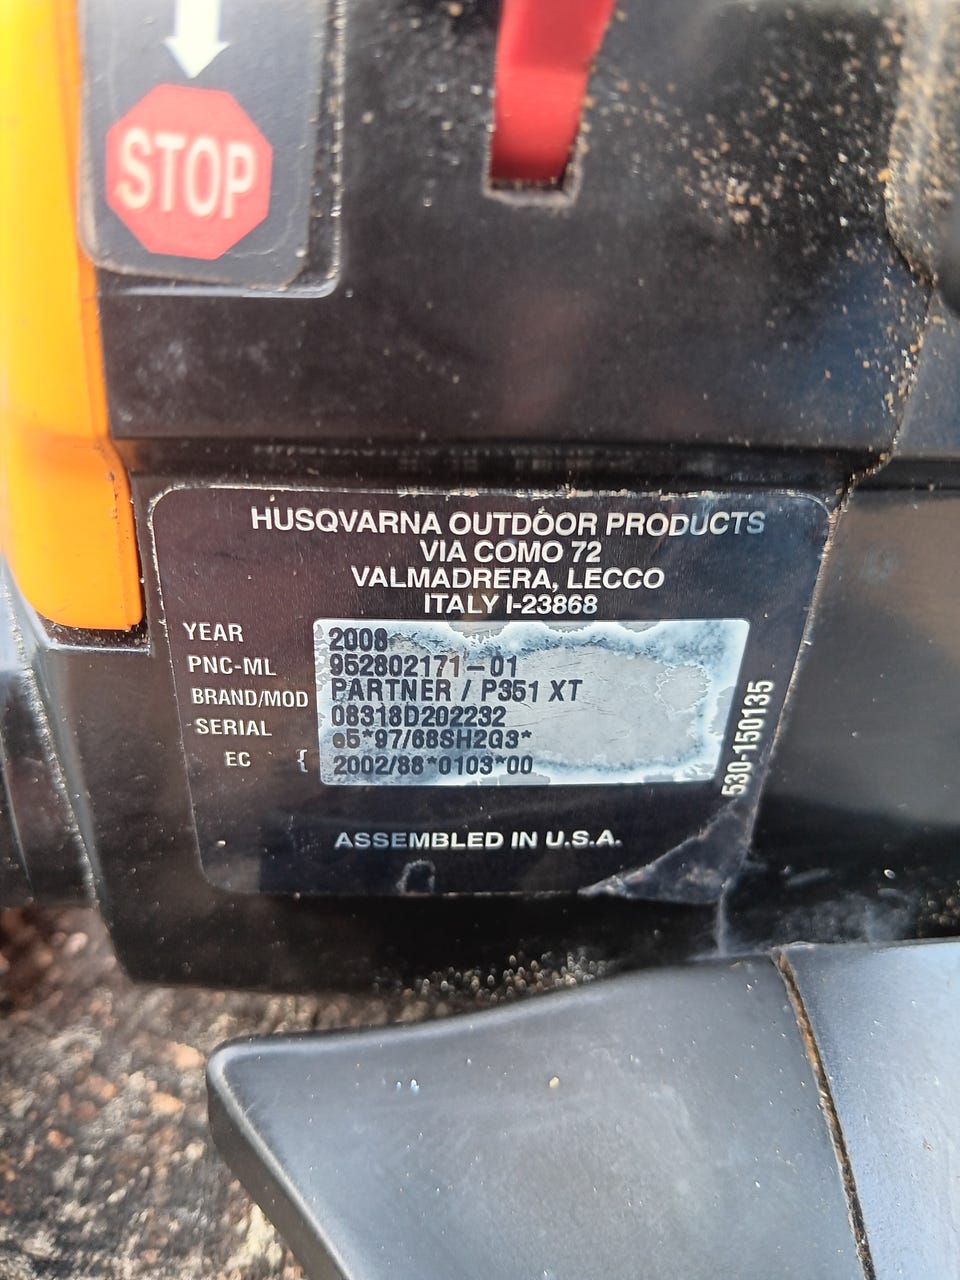 STOP
HUSQVARNA OUTDOOR PRODUCTS
VIA COMO 72
VALMADRERA, LECCO
ITALY I-23868
YEAR 2008
PNC-ML 952802171-01
BRAND/MOD PARTNER / P351 XT
SERIAL 08318D202232
e5*97/68SH2G3*
EC { 2002/88*0103*00
530-150135
ASSEMBLED IN U.S.A.